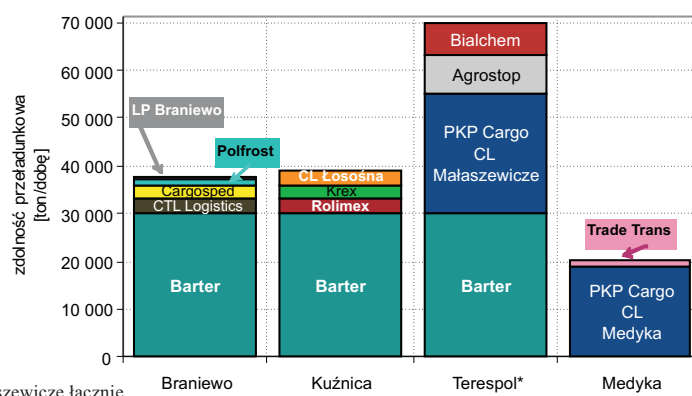 zdolność przeładunkowa
[ton/dobę]
70 000
60 000
50 000
40 000
30 000
20 000
10 000
0
LP Braniewo
Polfrost
Cargosped
CTL Logistics
Barter
CL Łosośna
Krex
Rolimex
Barter
Bialchem
Agrostop
PKP Cargo
CL
Małaszewicze
Barter
Trade Trans
PKP Cargo
CL
Medyka
Braniewo
Kuźnica
Terespol*
Medyka
szewicze łącznie